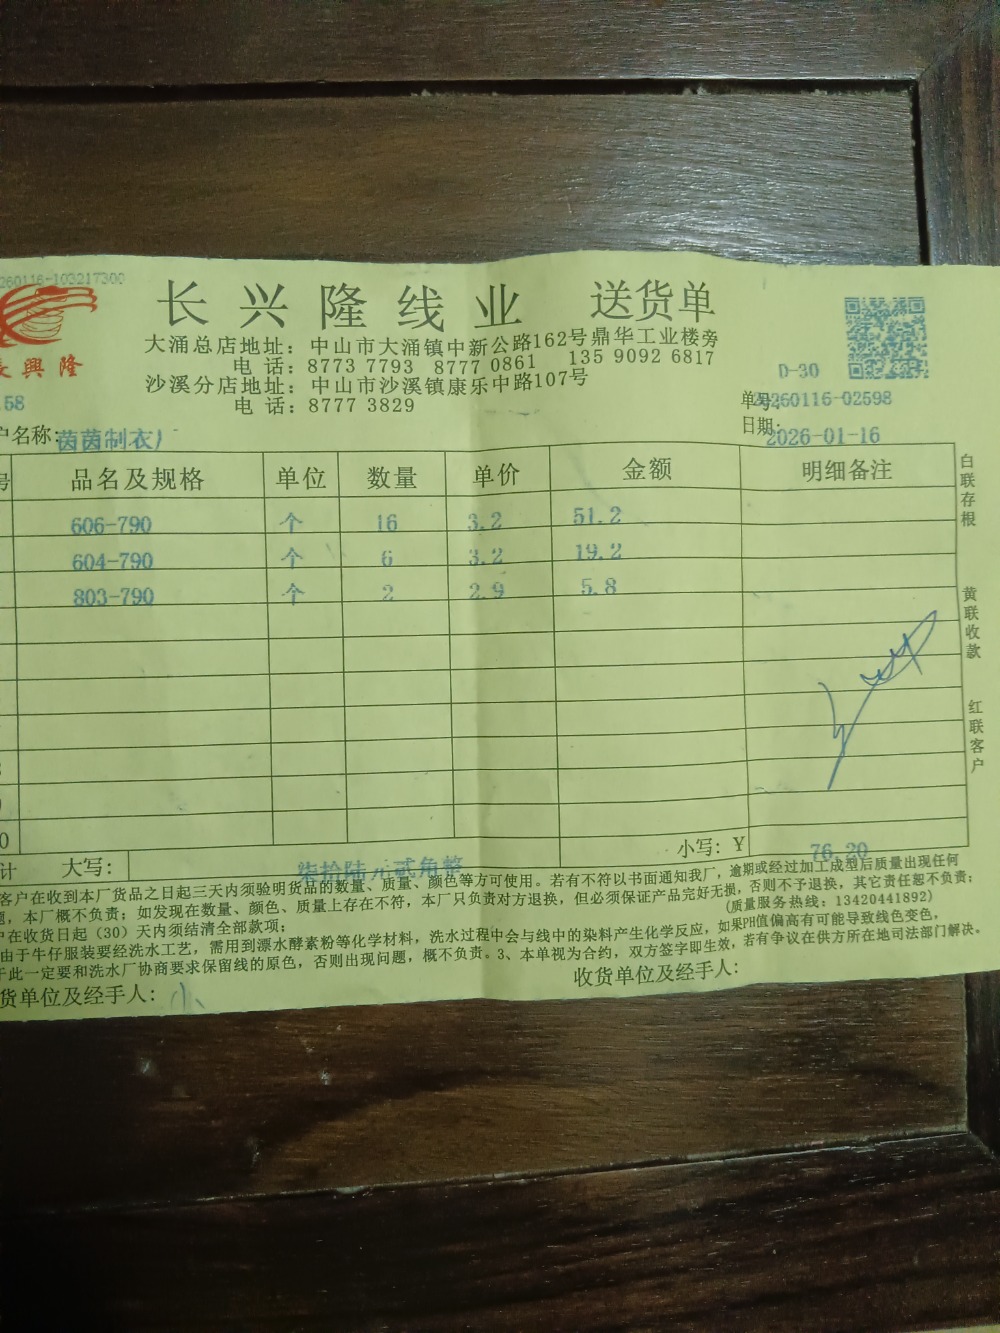 260116-103217300
长兴隆线业 送货单
大涌总店地址：中山市大涌镇中新公路162号鼎华工业楼旁
电 话：8773 7793 8777 0861 135 9092 6817
沙溪分店地址：中山市沙溪镇康乐中路107号
电 话：8777 3829
興隆
D-30
.58
单号：20260116-02598
户名称：茵茵制衣厂
日期：2026-01-16
号 品名及规格 单位 数量 单价 金额 明细备注
606-790 个 16 3.2 51.2
604-790 个 6 3.2 19.2
803-790 个 2 2.9 5.8
白联存根
黄联收款
红联客户
计 大写：柒拾陆元贰角整 小写：Y 76.20
客户在收到本厂货品之日起三天内须验明货品的数量、质量、颜色等方可使用。若有不符以书面通知我厂，逾期或经过加工成型后质量出现任何
题，本厂概不负责；如发现在数量、颜色、质量上存在不符，本厂只负责对方退换，但必须保证产品完好无损，否则不予退换，其它责任恕不负责；
户在收货日起（30）天内须结清全部款项； (质量服务热线：13420441892)
由于牛仔服装要经洗水工艺，需用到漂水酵素粉等化学材料，洗水过程中会与线中的染料产生化学反应，如果PH值偏高有可能导致线色变色，
于此一定要和洗水厂协商要求保留线的原色，否则出现问题，概不负责。3、本单视为合约，双方签字即生效，若有争议在供方所在地司法部门解决。
货单位及经手人：小 收货单位及经手人：